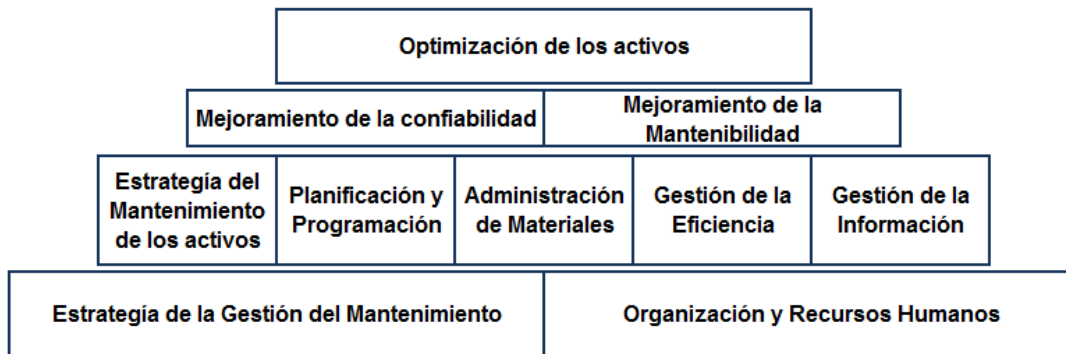 Optimización de los activos
Mejoramiento de la confiabilidad
Mejoramiento de la
Mantenibilidad
Estrategía del
Mantenimiento
de los activos
Planificación y
Programación
Administración
de Materiales
Gestión de la
Eficiencia
Gestión de la
Información
Estrategía de la Gestión del Mantenimiento
Organización y Recursos Humanos